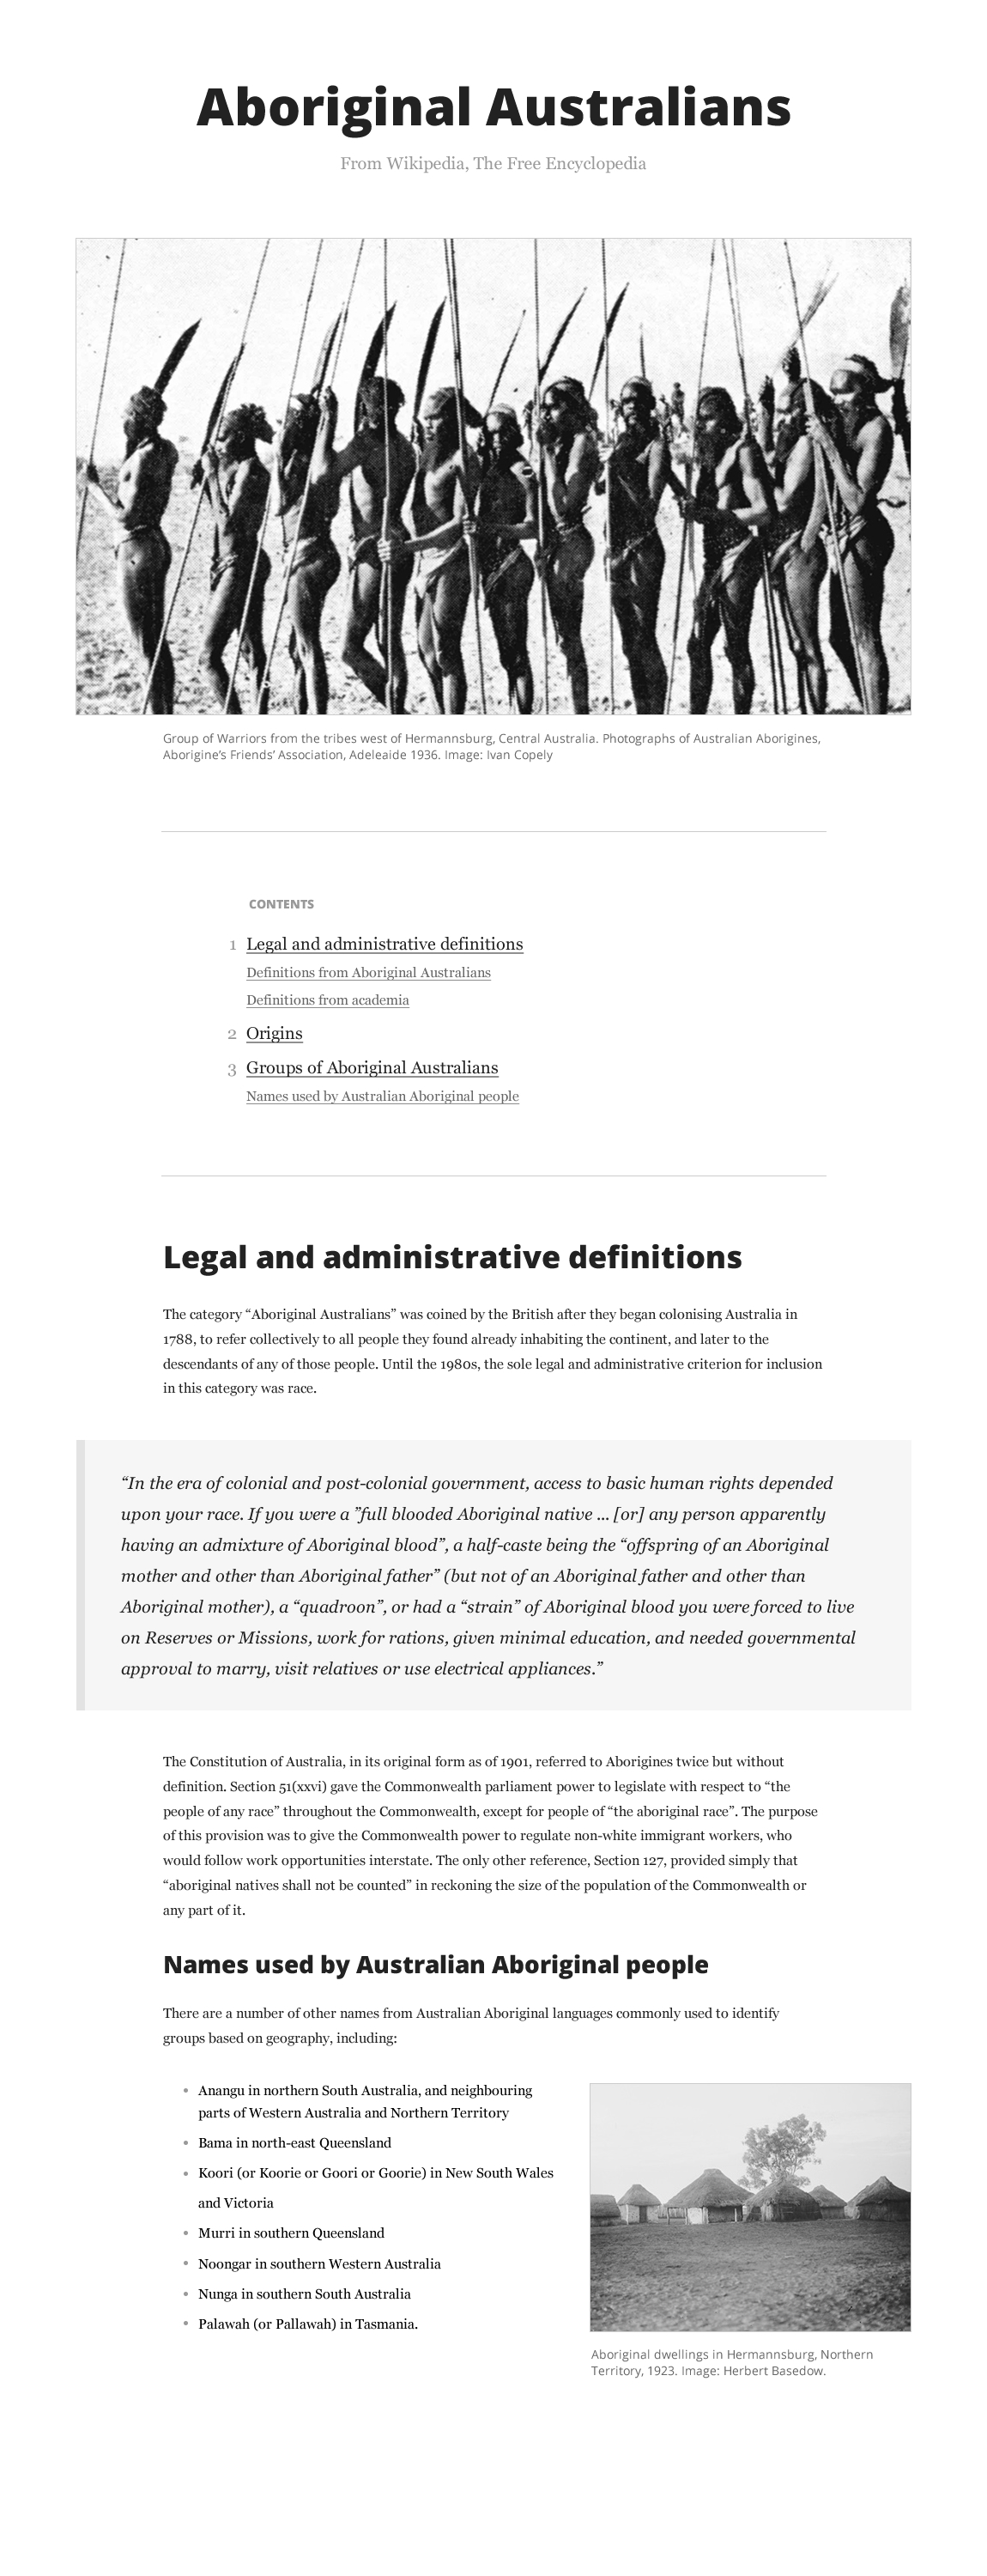 Aboriginal Australians
From Wikipedia, The Free Encyclopedia
Group of Warriors from the tribes west of Hermannsburg, Central Australia. Photographs of Australian Aborigines,
Aborigine’s Friends’ Association, Adeleaide 1936. Image: Ivan Copely
CONTENTS
1 Legal and administrative definitions
Definitions from Aboriginal Australians
Definitions from academia
2 Origins
3 Groups of Aboriginal Australians
Names used by Australian Aboriginal people
Legal and administrative definitions
The category “Aboriginal Australians” was coined by the British after they began colonising Australia in
1788, to refer collectively to all people they found already inhabiting the continent, and later to the
descendants of any of those people. Until the 1980s, the sole legal and administrative criterion for inclusion
in this category was race.
“In the era of colonial and post-colonial government, access to basic human rights depended
upon your race. If you were a ”full blooded Aboriginal native ... [or] any person apparently
having an admixture of Aboriginal blood”, a half-caste being the “offspring of an Aboriginal
mother and other than Aboriginal father” (but not of an Aboriginal father and other than
Aboriginal mother), a “quadroon”, or had a “strain” of Aboriginal blood you were forced to live
on Reserves or Missions, work for rations, given minimal education, and needed governmental
approval to marry, visit relatives or use electrical appliances.”
The Constitution of Australia, in its original form as of 1901, referred to Aborigines twice but without
definition. Section 51(xxvi) gave the Commonwealth parliament power to legislate with respect to “the
people of any race” throughout the Commonwealth, except for people of “the aboriginal race”. The purpose
of this provision was to give the Commonwealth power to regulate non-white immigrant workers, who
would follow work opportunities interstate. The only other reference, Section 127, provided simply that
“aboriginal natives shall not be counted” in reckoning the size of the population of the Commonwealth or
any part of it.
Names used by Australian Aboriginal people
There are a number of other names from Australian Aboriginal languages commonly used to identify
groups based on geography, including:
• Anangu in northern South Australia, and neighbouring
parts of Western Australia and Northern Territory
• Bama in north-east Queensland
• Koori (or Koorie or Goori or Goorie) in New South Wales
and Victoria
• Murri in southern Queensland
• Noongar in southern Western Australia
• Nunga in southern South Australia
• Palawah (or Pallawah) in Tasmania.
Aboriginal dwellings in Hermannsburg, Northern
Territory, 1923. Image: Herbert Basedow.